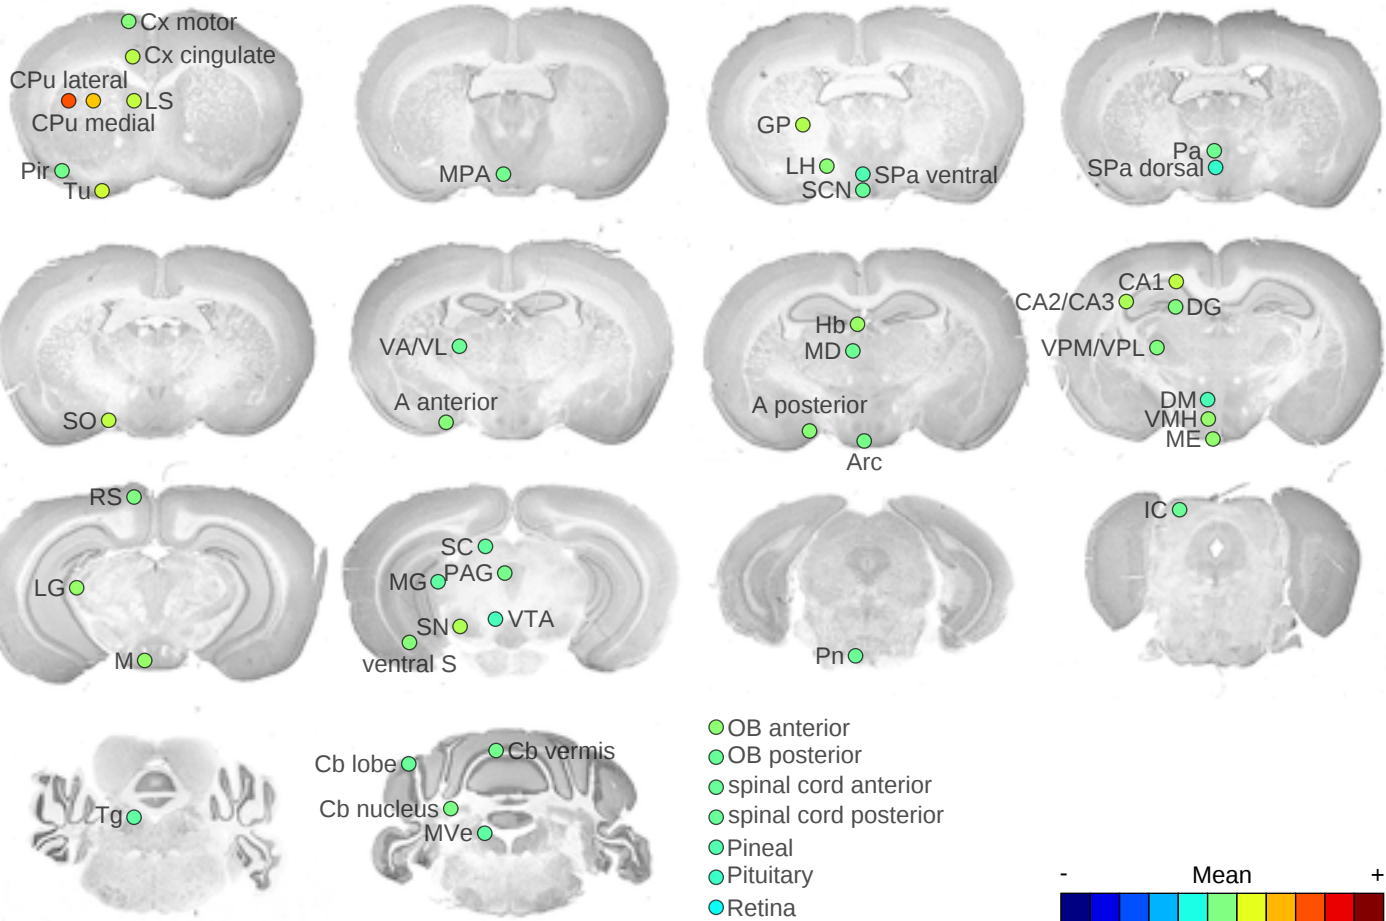 Cx motor
Cx cingulate
CPu lateral
LS
CPu medial
Pir
Tu
MPA
GP
LH
SPa ventral
SCN
Pa
SPa dorsal
SO
VA/VL
A anterior
Hb
MD
A posterior
Arc
CA1
CA2/CA3
DG
VPM/VPL
DM
VMH
ME
RS
LG
M
SC
MG
PAG
SN
VTA
ventral S
Pn
IC
Tg
Cb lobe
Cb vermis
Cb nucleus
MVe
OB anterior
OB posterior
spinal cord anterior
spinal cord posterior
Pineal
Pituitary
Retina
- Mean +